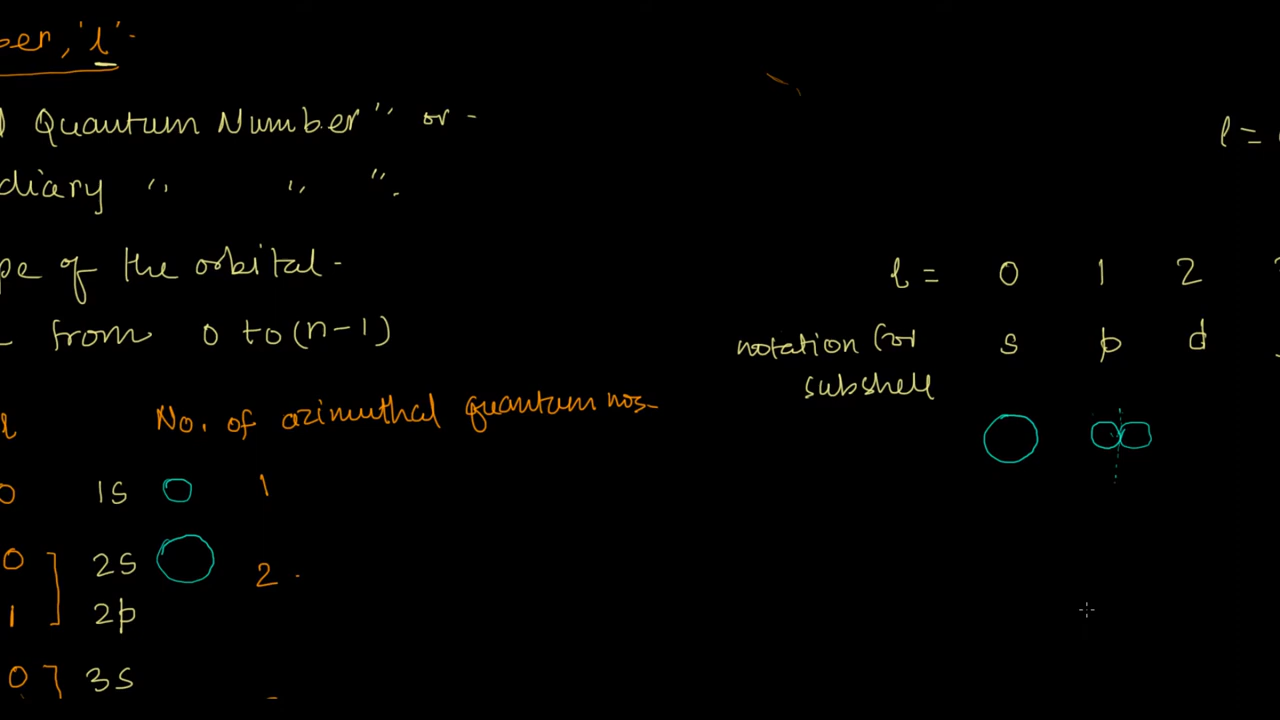 ber, 'l'-
Quantum Number" or -
diary " " ".
pe of the orbital -
from 0 to (n-1)
l No. of azimuthal quantum nos-
0 1s 1
0 2s 2 -
1 2p
0 3s
l =
l = 0 1 2
notation for s p d
subshell